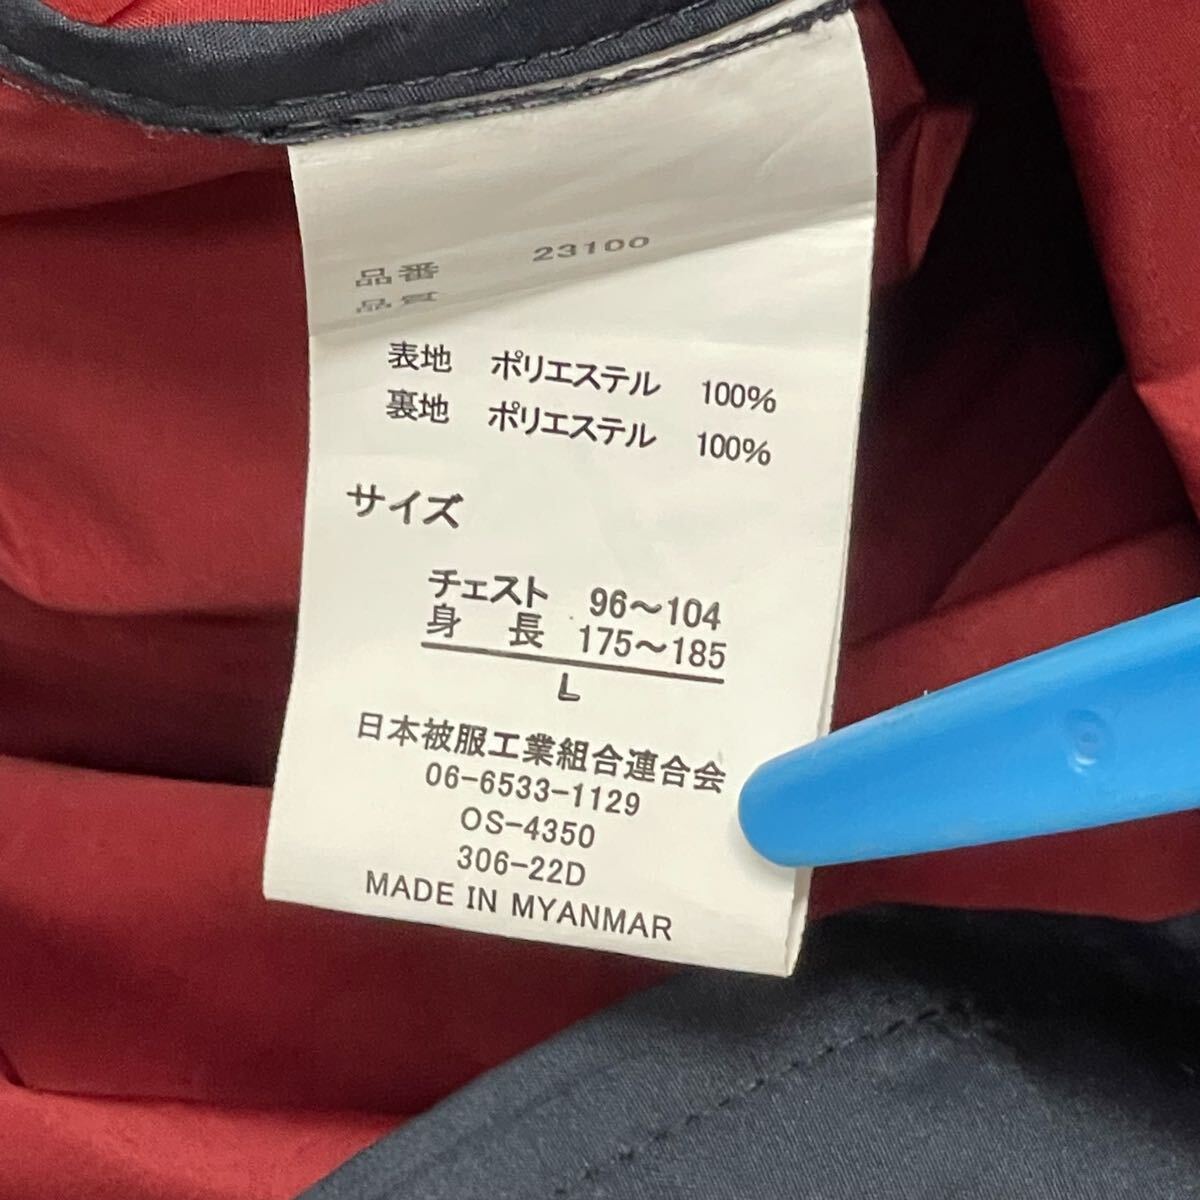 品番 23100
品質
表地 ポリエステル 100%
裏地 ポリエステル 100%
サイズ
チェスト 96～104
身長 175～185
L
日本被服工業組合連合会
06-6533-1129
OS-4350
306-22D
MADE IN MYANMAR